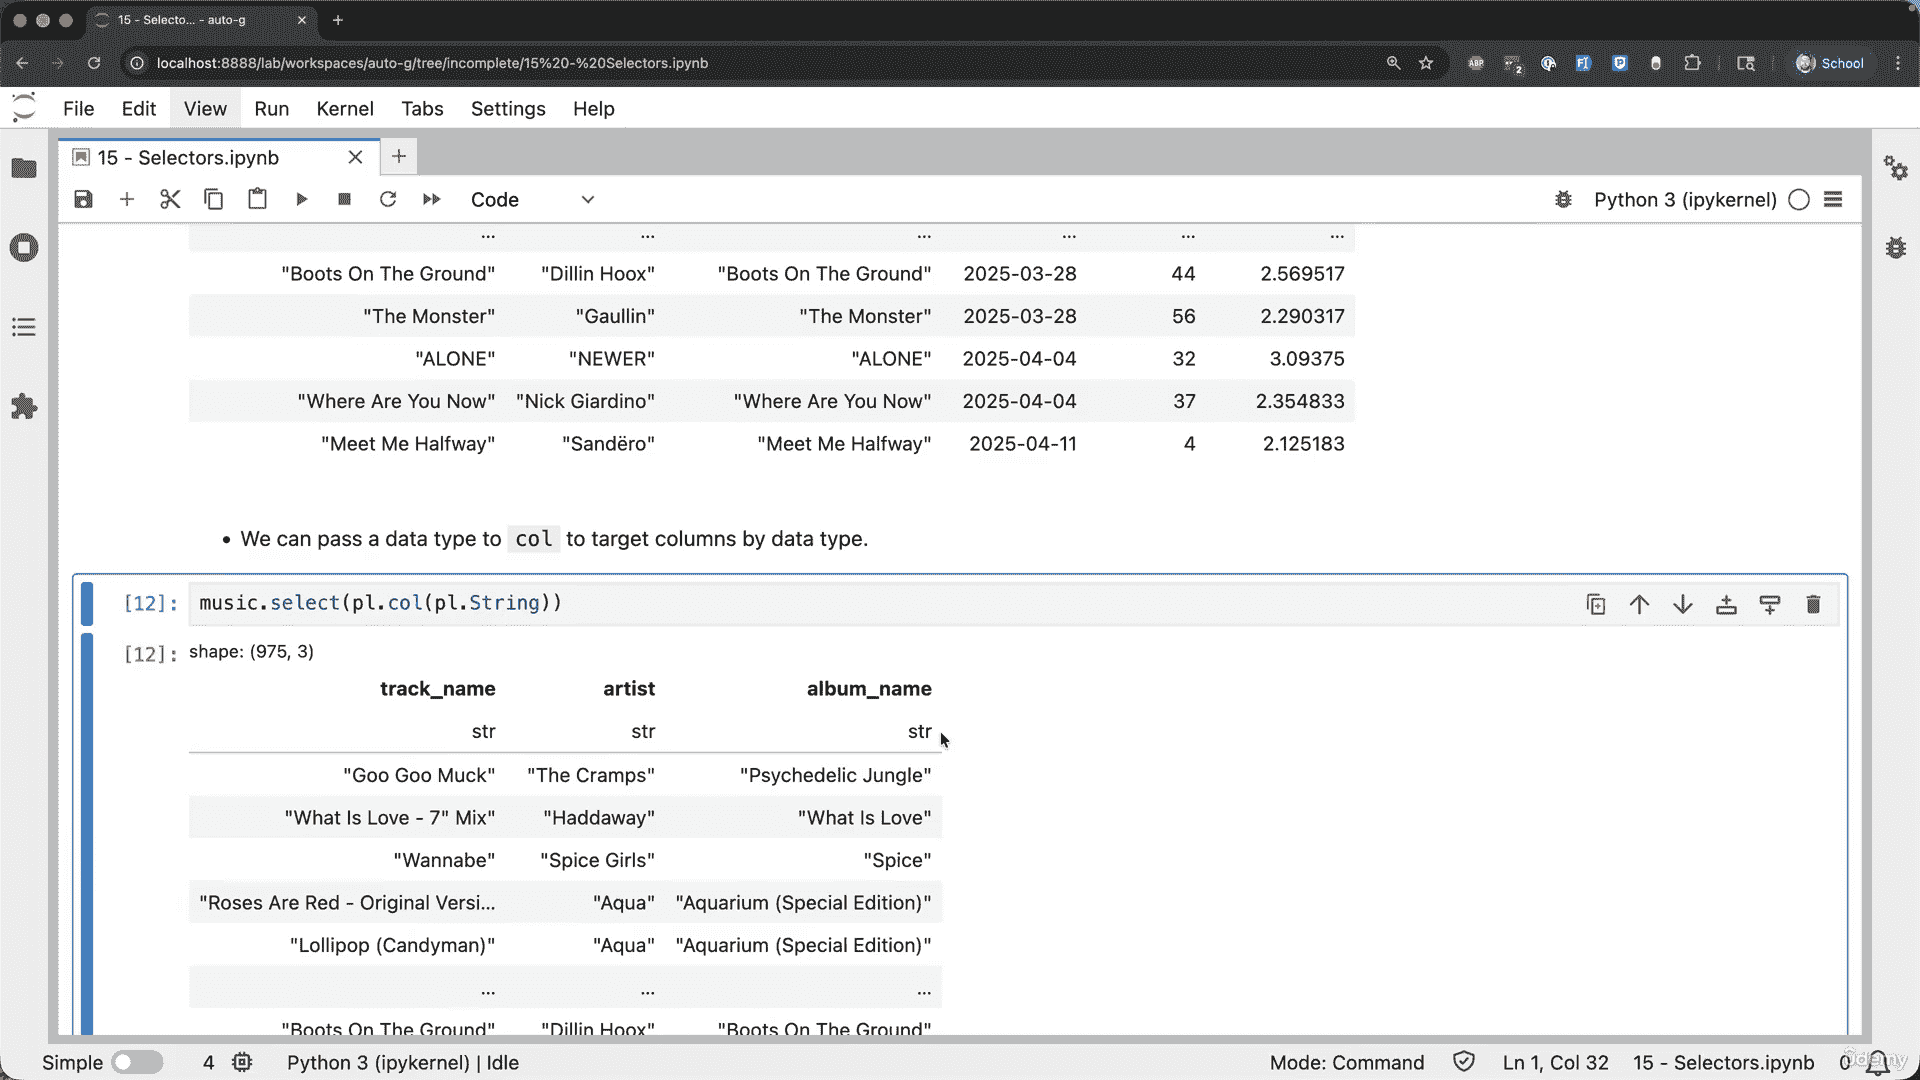 15 - Selecto... - auto-g
localhost:8888/lab/workspaces/auto-g/tree/incomplete/15%20-%20Selectors.ipynb
ABP
2
School
File Edit View Run Kernel Tabs Settings Help
15 - Selectors.ipynb
Code
Python 3 (ipykernel)
... ... ... ... ... ...
"Boots On The Ground" "Dillin Hoox" "Boots On The Ground" 2025-03-28 44 2.569517
"The Monster" "Gaullin" "The Monster" 2025-03-28 56 2.290317
"ALONE" "NEWER" "ALONE" 2025-04-04 32 3.09375
"Where Are You Now" "Nick Giardino" "Where Are You Now" 2025-04-04 37 2.354833
"Meet Me Halfway" "Sandëro" "Meet Me Halfway" 2025-04-11 4 2.125183
• We can pass a data type to col to target columns by data type.
[12]: music.select(pl.col(pl.String))
[12]: shape: (975, 3)
track_name artist album_name
str str str
"Goo Goo Muck" "The Cramps" "Psychedelic Jungle"
"What Is Love - 7" Mix" "Haddaway" "What Is Love"
"Wannabe" "Spice Girls" "Spice"
"Roses Are Red - Original Versi... "Aqua" "Aquarium (Special Edition)"
"Lollipop (Candyman)" "Aqua" "Aquarium (Special Edition)"
... ... ...
"Boots On The Ground" "Dillin Hoox" "Boots On The Ground"
Simple 4 Python 3 (ipykernel) | Idle Mode: Command Ln 1, Col 32 15 - Selectors.ipynb 0
udemy